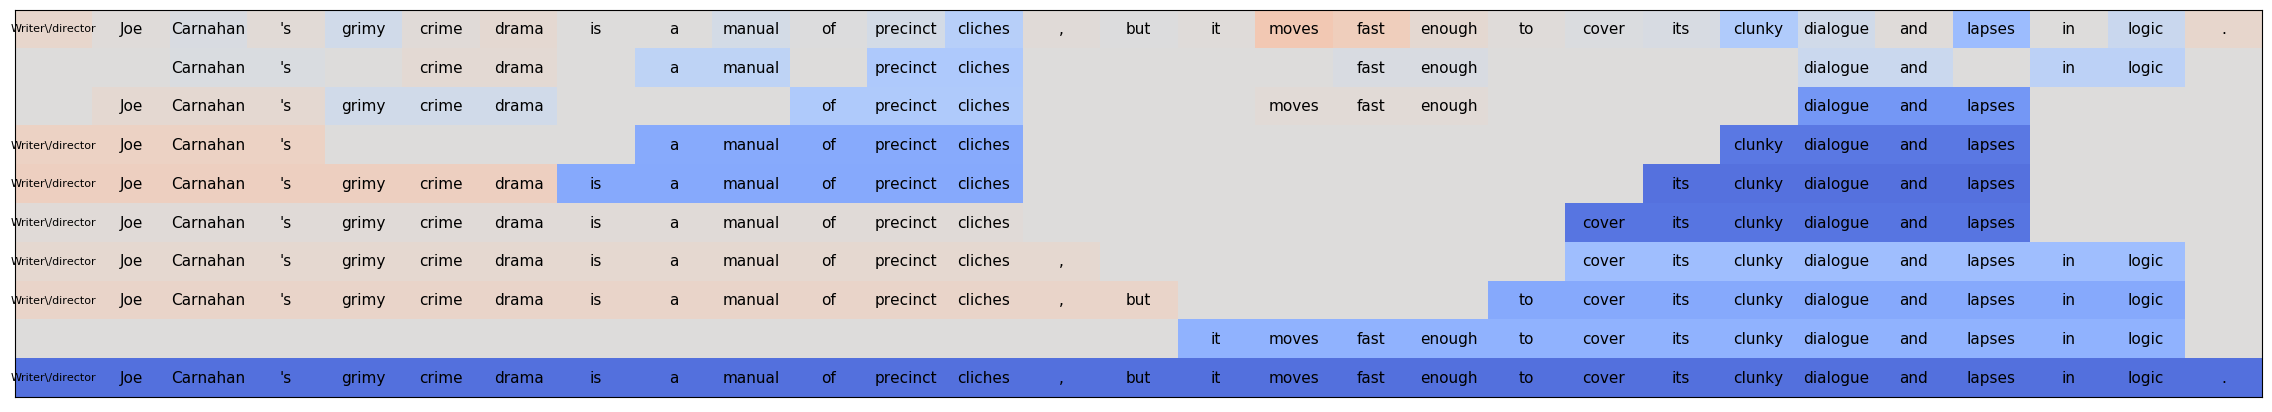 Writer\/director Joe Carnahan 's grimy crime drama is a manual of precinct cliches , but it moves fast enough to cover its clunky dialogue and lapses in logic .
Carnahan 's crime drama a manual precinct cliches fast enough dialogue and in logic
Joe Carnahan 's grimy crime drama of precinct cliches moves fast enough dialogue and lapses
Writer\/director Joe Carnahan 's a manual of precinct cliches clunky dialogue and lapses
Writer\/director Joe Carnahan 's grimy crime drama is a manual of precinct cliches its clunky dialogue and lapses
Writer\/director Joe Carnahan 's grimy crime drama is a manual of precinct cliches cover its clunky dialogue and lapses
Writer\/director Joe Carnahan 's grimy crime drama is a manual of precinct cliches , cover its clunky dialogue and lapses in logic
Writer\/director Joe Carnahan 's grimy crime drama is a manual of precinct cliches , but to cover its clunky dialogue and lapses in logic
it moves fast enough to cover its clunky dialogue and lapses in logic
Writer\/director Joe Carnahan 's grimy crime drama is a manual of precinct cliches , but it moves fast enough to cover its clunky dialogue and lapses in logic .